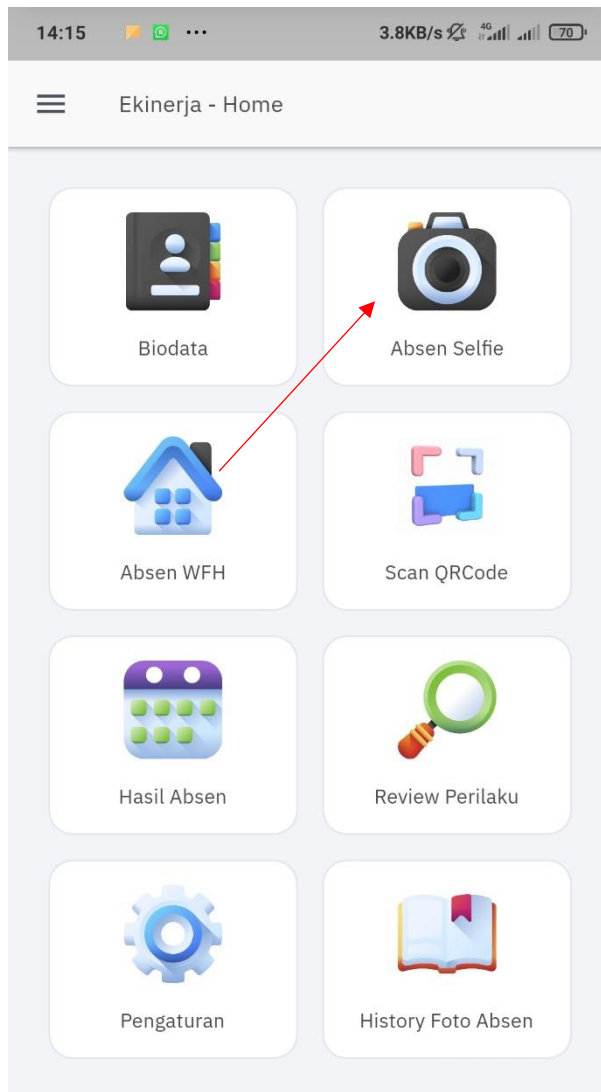 14:15 ... 3.8KB/s 4G 70
Ekinerja - Home
Biodata
Absen Selfie
Absen WFH
Scan QRCode
Hasil Absen
Review Perilaku
Pengaturan
History Foto Absen